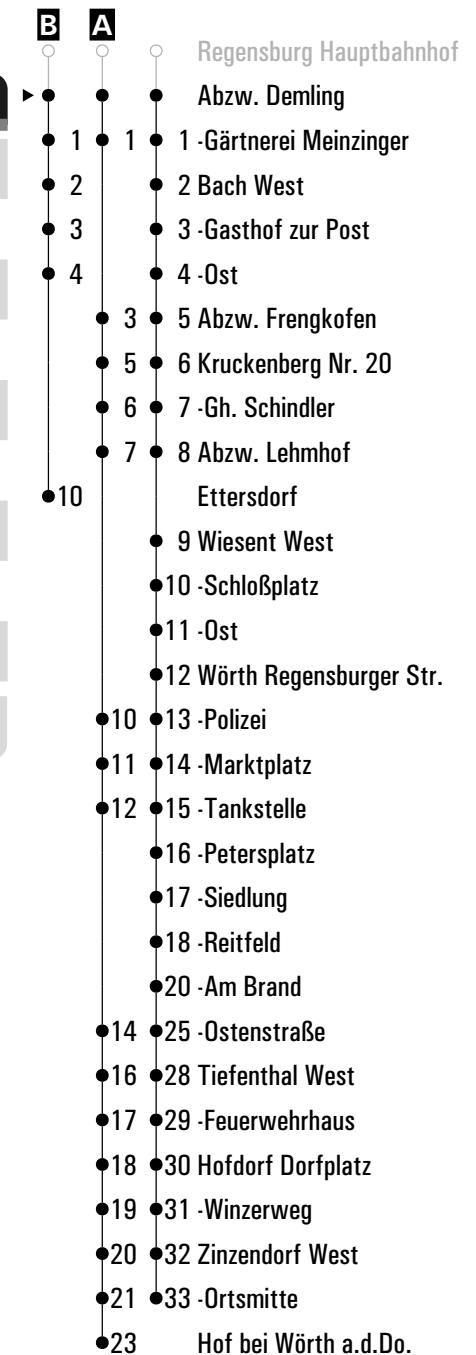 B A
Regensburg Hauptbahnhof
Abzw. Demling
1 1 1 -Gärtnerei Meinzinger
2 2 Bach West
3 3 -Gasthof zur Post
4 4 -Ost
3 5 Abzw. Frengkofen
5 6 Kruckenberg Nr. 20
6 7 -Gh. Schindler
7 8 Abzw. Lehmhof
10 Ettersdorf
9 Wiesent West
10 -Schloßplatz
11 -Ost
12 Wörth Regensburger Str.
10 13 -Polizei
11 14 -Marktplatz
12 15 -Tankstelle
16 -Petersplatz
17 -Siedlung
18 -Reitfeld
20 -Am Brand
14 25 -Ostenstraße
16 28 Tiefenthal West
17 29 -Feuerwehrhaus
18 30 Hofdorf Dorfplatz
19 31 -Winzerweg
20 32 Zinzendorf West
21 33 -Ortsmitte
23 Hof bei Wörth a.d.Do.